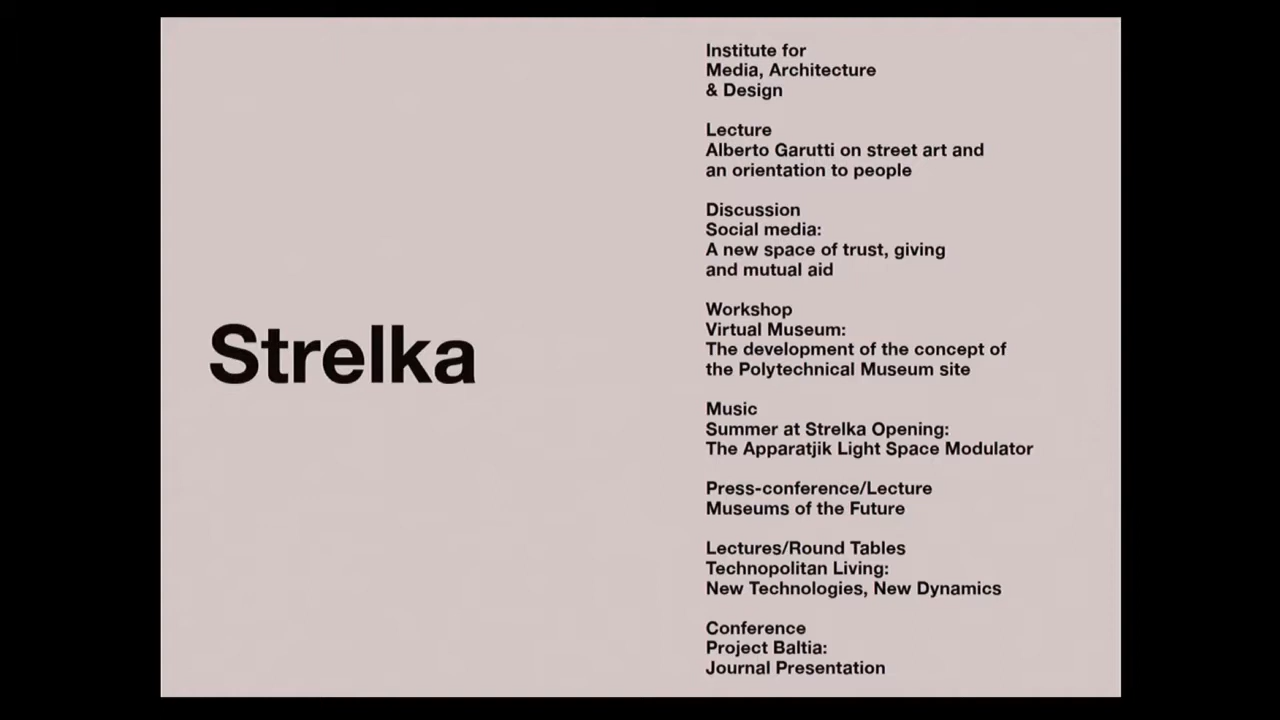 Strelka
Institute for
Media, Architecture
& Design
Lecture
Alberto Garutti on street art and
an orientation to people
Discussion
Social media:
A new space of trust, giving
and mutual aid
Workshop
Virtual Museum:
The development of the concept of
the Polytechnical Museum site
Music
Summer at Strelka Opening:
The Apparatjik Light Space Modulator
Press-conference/Lecture
Museums of the Future
Lectures/Round Tables
Technopolitan Living:
New Technologies, New Dynamics
Conference
Project Baltia:
Journal Presentation